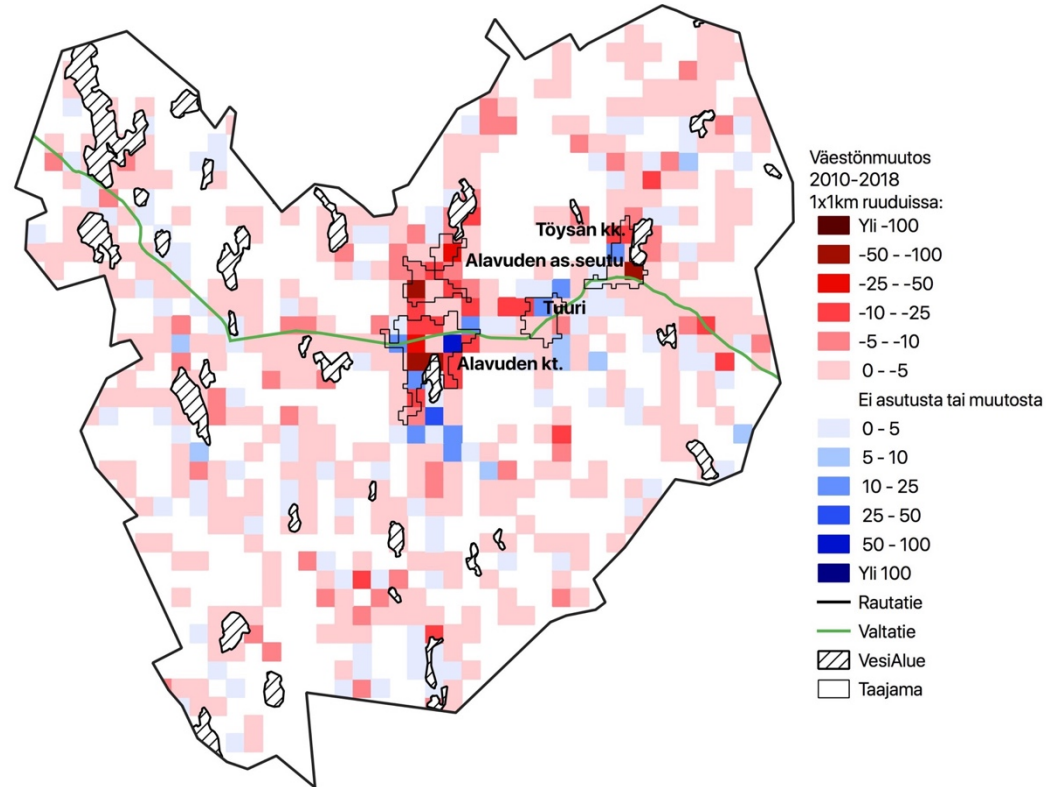 Töysän kk.
Alavuden as.seutu
Tuuri
Alavuden kt.
Väestönmuutos
2010-2018
1x1km ruuduissa:
Yli -100
-50 - -100
-25 - -50
-10 - -25
-5 - -10
0 - -5
Ei asutusta tai muutosta
0 - 5
5 - 10
10 - 25
25 - 50
50 - 100
Yli 100
Rautatie
Valtatie
VesiAlue
Taajama